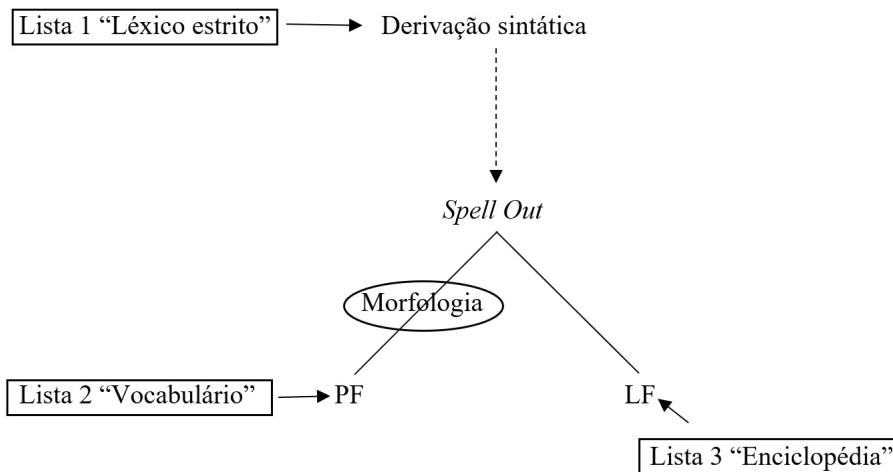 Lista 1 “Léxico estrito”
Derivação sintática
Spell Out
Morfologia
Lista 2 “Vocabulário”
PF
LF
Lista 3 “Enciclopédia”